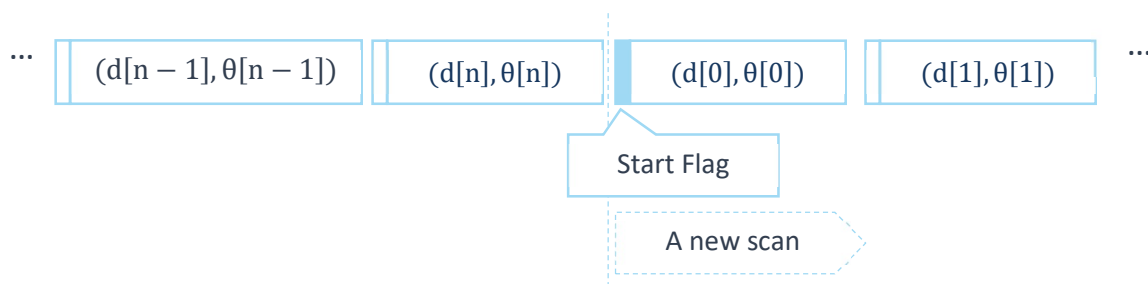 ... (d[n − 1], θ[n − 1]) (d[n], θ[n]) (d[0], θ[0]) (d[1], θ[1]) ...
Start Flag
A new scan